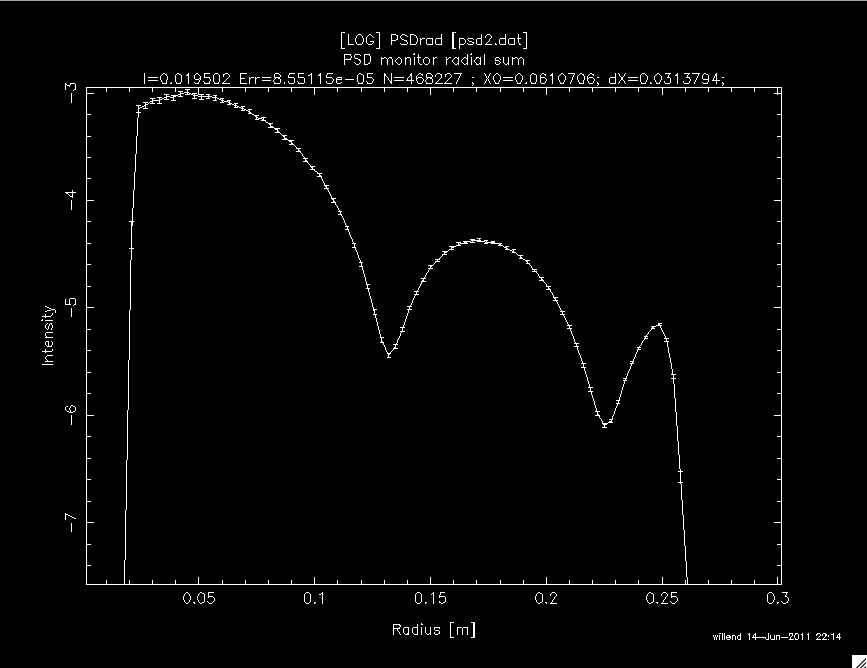 [LOG] PSDrad [psd2.dat]
PSD monitor radial sum
I=0.019502 Err=8.55115e-05 N=468227 ; X0=0.0610706; dX=0.0313794;
-3
-4
-5
-6
-7
Intensity
0.05 0.1 0.15 0.2 0.25 0.3
Radius [m]
willend 14-Jun-2011 22:14